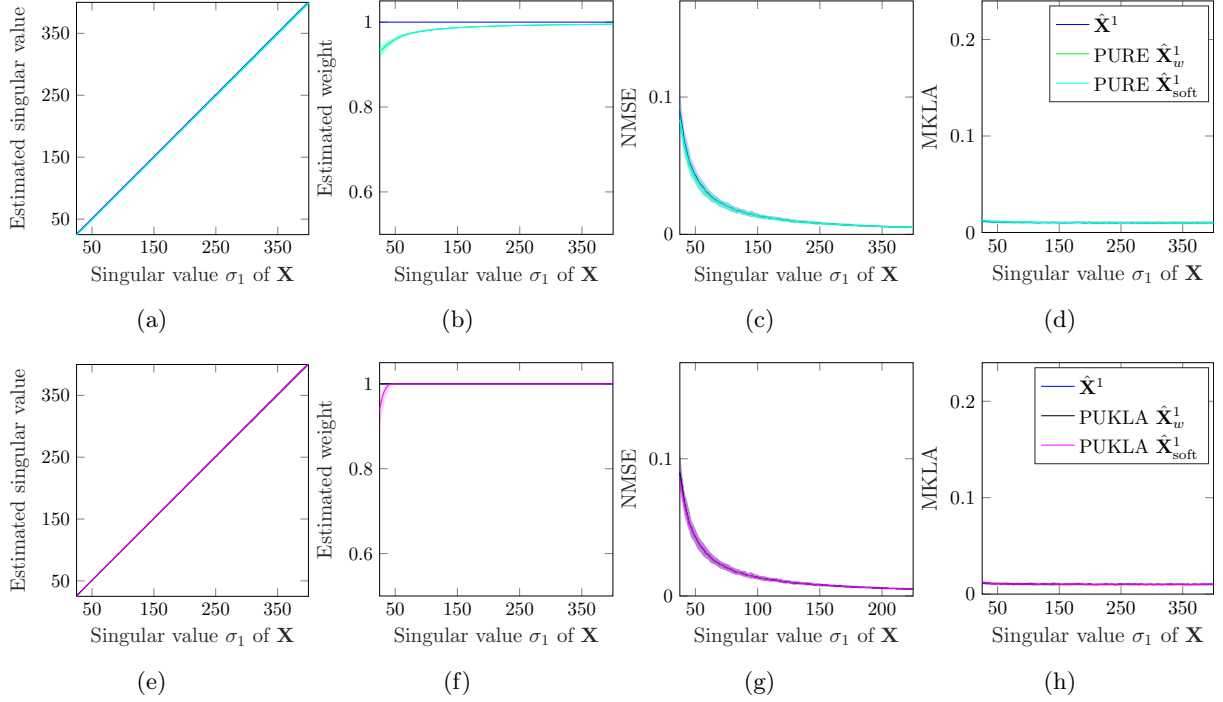 Estimated singular value
350
250
150
50
50 150 250 350
Singular value σ₁ of X
(a)
Estimated weight
1
0.8
0.6
50 150 250 350
Singular value σ₁ of X
(b)
NMSE
0.1
0
50 150 250 350
Singular value σ₁ of X
(c)
MKLA
0.2
0.1
0
50 150 250 350
X̂¹
PURE X̂¹_w
PURE X̂¹_soft
Singular value σ₁ of X
(d)
Estimated singular value
350
250
150
50
50 150 250 350
Singular value σ₁ of X
(e)
Estimated weight
1
0.8
0.6
50 150 250 350
Singular value σ₁ of X
(f)
NMSE
0.1
0
50 100 150 200
Singular value σ₁ of X
(g)
MKLA
0.2
0.1
0
50 150 250 350
X̂¹
PUKLA X̂¹_w
PUKLA X̂¹_soft
Singular value σ₁ of X
(h)